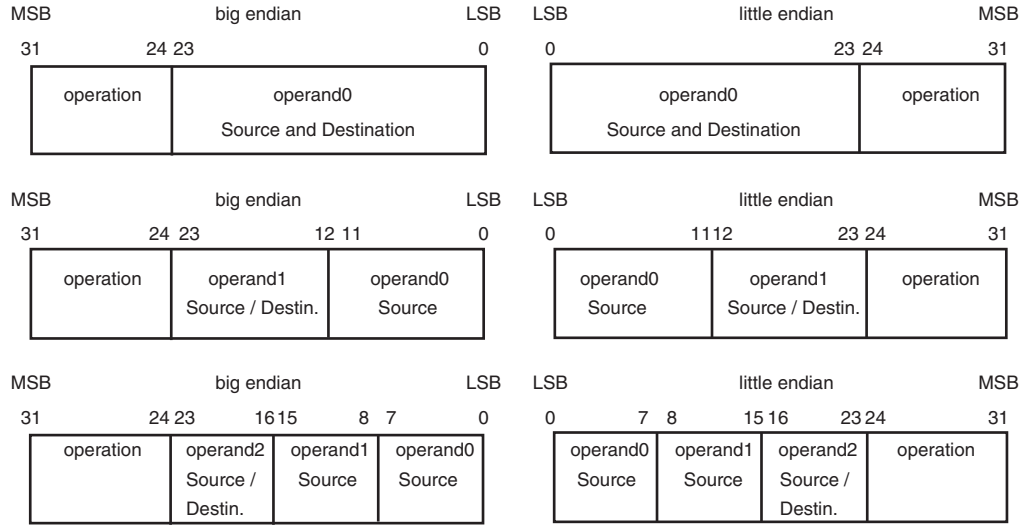 MSB big endian LSB
31 24 23 0
operation operand0
Source and Destination
LSB little endian MSB
0 23 24 31
operand0 operation
Source and Destination
MSB big endian LSB
31 24 23 12 11 0
operation operand1 operand0
Source / Destin. Source
LSB little endian MSB
0 11 12 23 24 31
operand0 operand1 operation
Source Source / Destin.
MSB big endian LSB
31 24 23 16 15 8 7 0
operation operand2 operand1 operand0
Source / Source Source
Destin.
LSB little endian MSB
0 7 8 15 16 23 24 31
operand0 operand1 operand2 operation
Source Source Source /
Destin.